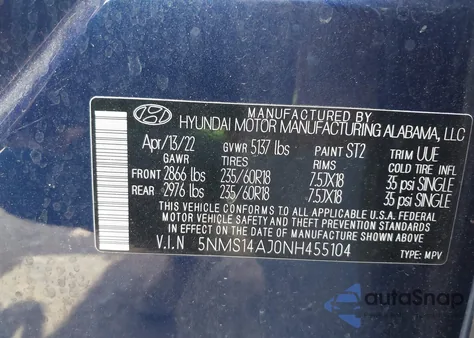 MANUFACTURED BY
HYUNDAI MOTOR MANUFACTURING ALABAMA, LLC
Apr/13/22 GVWR 5137 lbs PAINT ST2 TRIM UUE
GAWR TIRES RIMS COLD TIRE INFL
FRONT 2866 lbs 235/60R18 7.5JX18 35 psi SINGLE
REAR 2976 lbs 235/60R18 7.5JX18 35 psi SINGLE
THIS VEHICLE CONFORMS TO ALL APPLICABLE U.S.A. FEDERAL
MOTOR VEHICLE SAFETY AND THEFT PREVENTION STANDARDS
IN EFFECT ON THE DATE OF MANUFACTURE SHOWN ABOVE.
V.I.N 5NMS14AJ0NH455104 TYPE: MPV
autoSnap